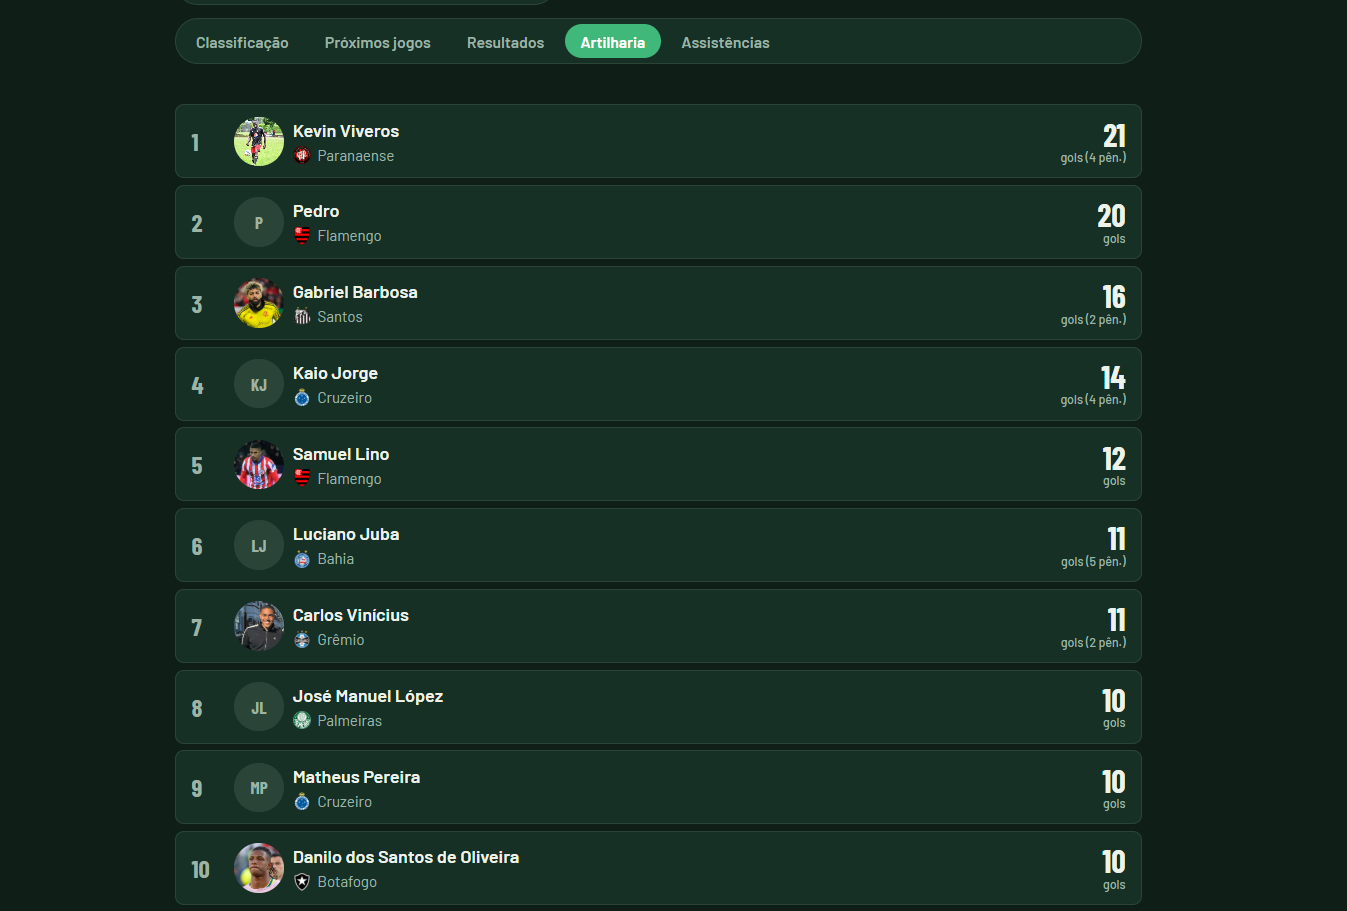 Classificação
Próximos jogos
Resultados
Artilharia
Assistências
1
Kevin Viveros
Paranaense
21
gols (4 pên.)
2
P
Pedro
Flamengo
20
gols
3
Gabriel Barbosa
Santos
16
gols (2 pên.)
4
KJ
Kaio Jorge
Cruzeiro
14
gols (4 pên.)
5
Samuel Lino
Flamengo
12
gols
6
LJ
Luciano Juba
Bahia
11
gols (5 pên.)
7
Carlos Vinícius
Grêmio
11
gols (2 pên.)
8
JL
José Manuel López
Palmeiras
10
gols
9
MP
Matheus Pereira
Cruzeiro
10
gols
10
Danilo dos Santos de Oliveira
Botafogo
10
gols